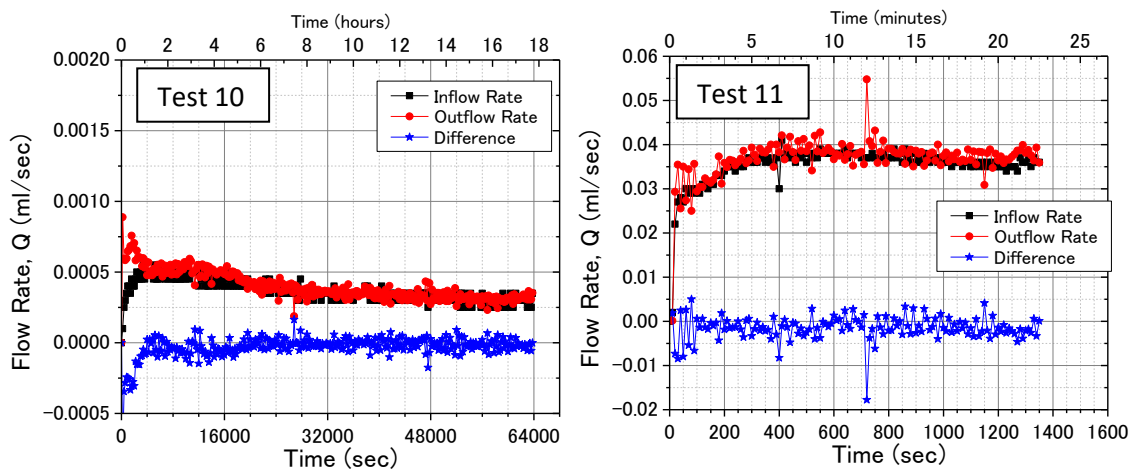 Time (hours)
0 2 4 6 8 10 12 14 16 18
0.0020
0.0015
0.0010
0.0005
0.0000
−0.0005
Flow Rate, Q (ml/sec)
Test 10
Inflow Rate
Outflow Rate
Difference
0 16000 32000 48000 64000
Time (sec)
Time (minutes)
0 5 10 15 20 25
0.06
0.05
0.04
0.03
0.02
0.01
0.00
−0.01
−0.02
Flow Rate, Q (ml/sec)
Test 11
Inflow Rate
Outflow Rate
Difference
0 200 400 600 800 1000 1200 1400 1600
Time (sec)